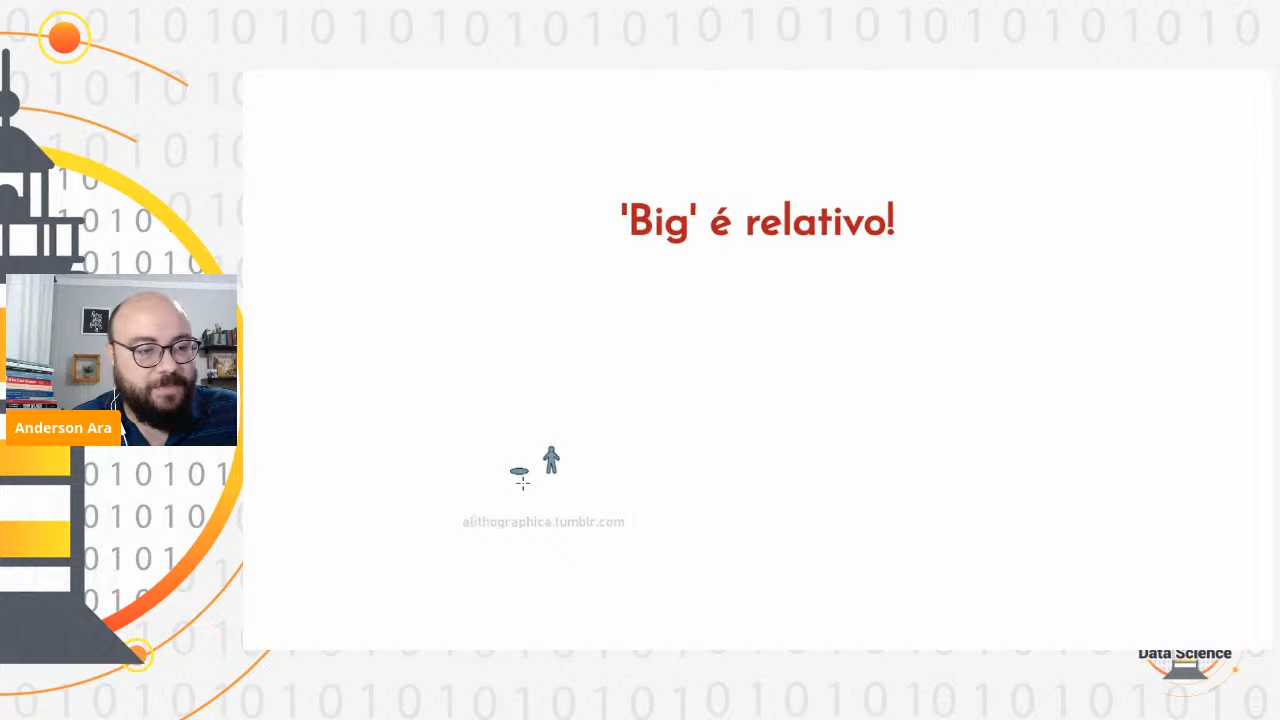 'Big' é relativo!
Anderson Ara
alithographica.tumblr.com
Data Science